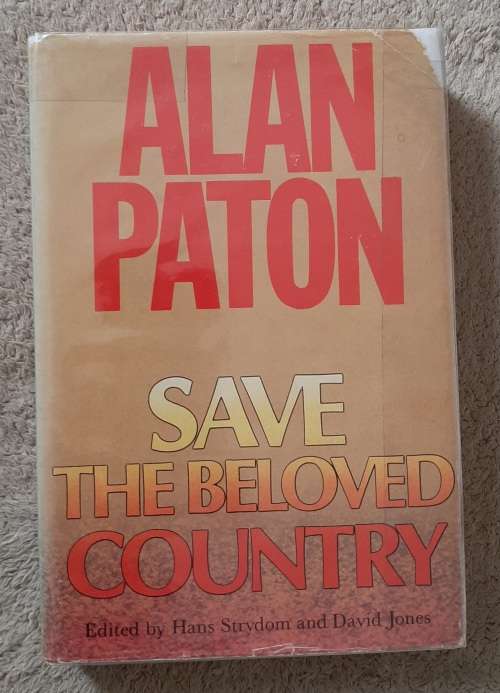 ALAN
PATON
SAVE
THE BELOVED
COUNTRY
Edited by Hans Strydom and David Jones